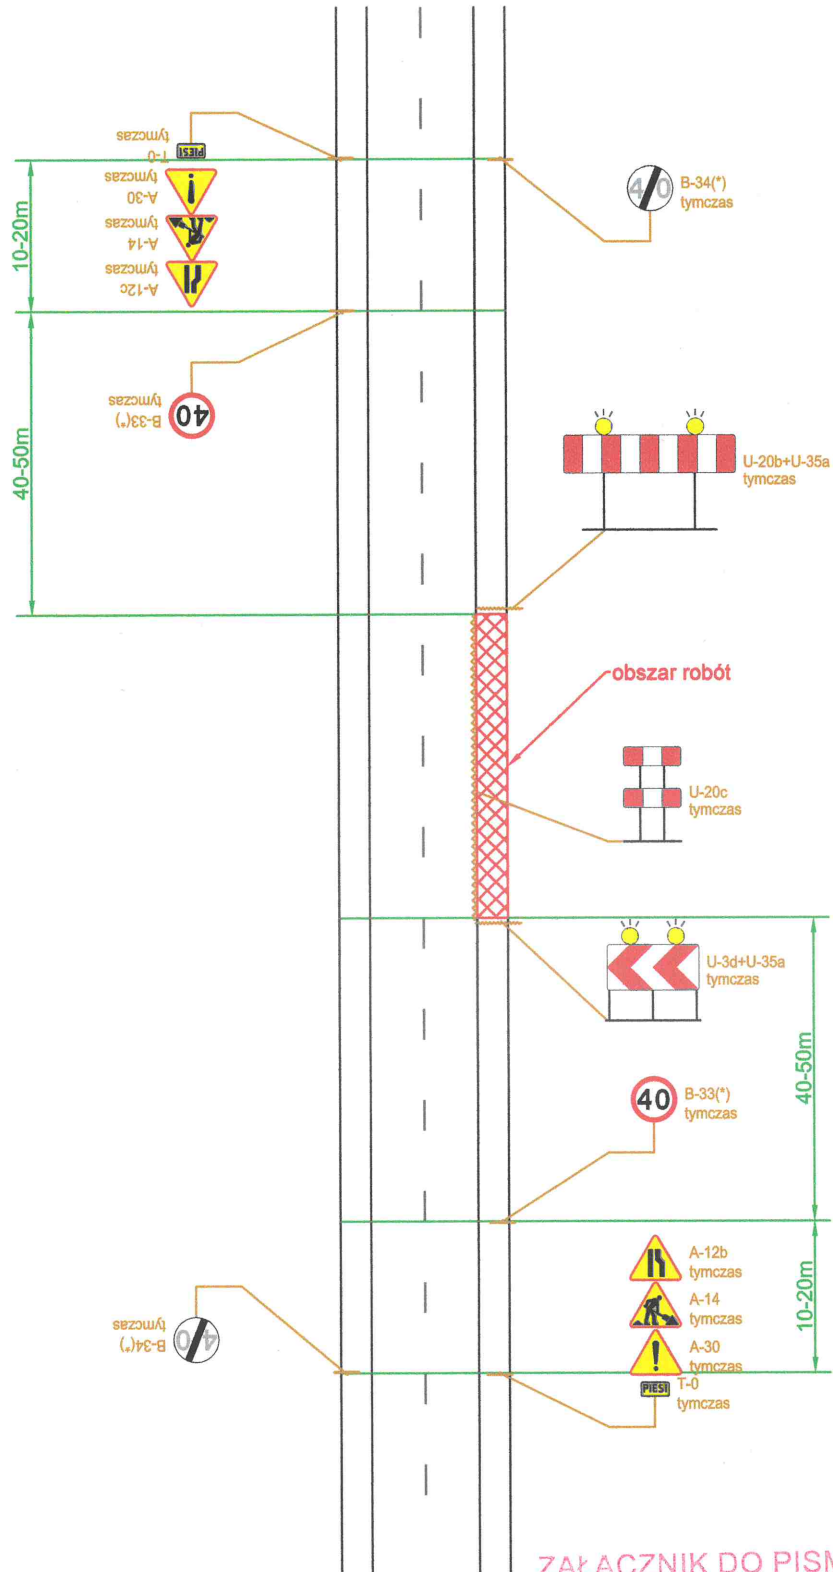 T-0
tymczas
PIESI
A-30
tymczas
A-14
tymczas
A-12c
tymczas
10-20m
40
B-34(*)
tymczas
B-33(*)
tymczas
40
40-50m
U-20b+U-35a
tymczas
obszar robót
U-20c
tymczas
U-3d+U-35a
tymczas
40
B-33(*)
tymczas
40-50m
A-12b
tymczas
A-14
tymczas
A-30
tymczas
PIESI
T-0
tymczas
10-20m
B-34(*)
tymczas
40
ZAŁĄCZNIK DO PISM